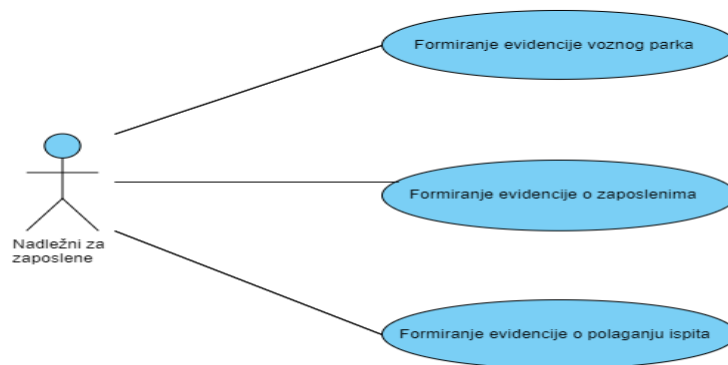 Formiranje evidencije voznog parka
Formiranje evidencije o zaposlenima
Nadležni za
zaposlene
Formiranje evidencije o polaganju ispita